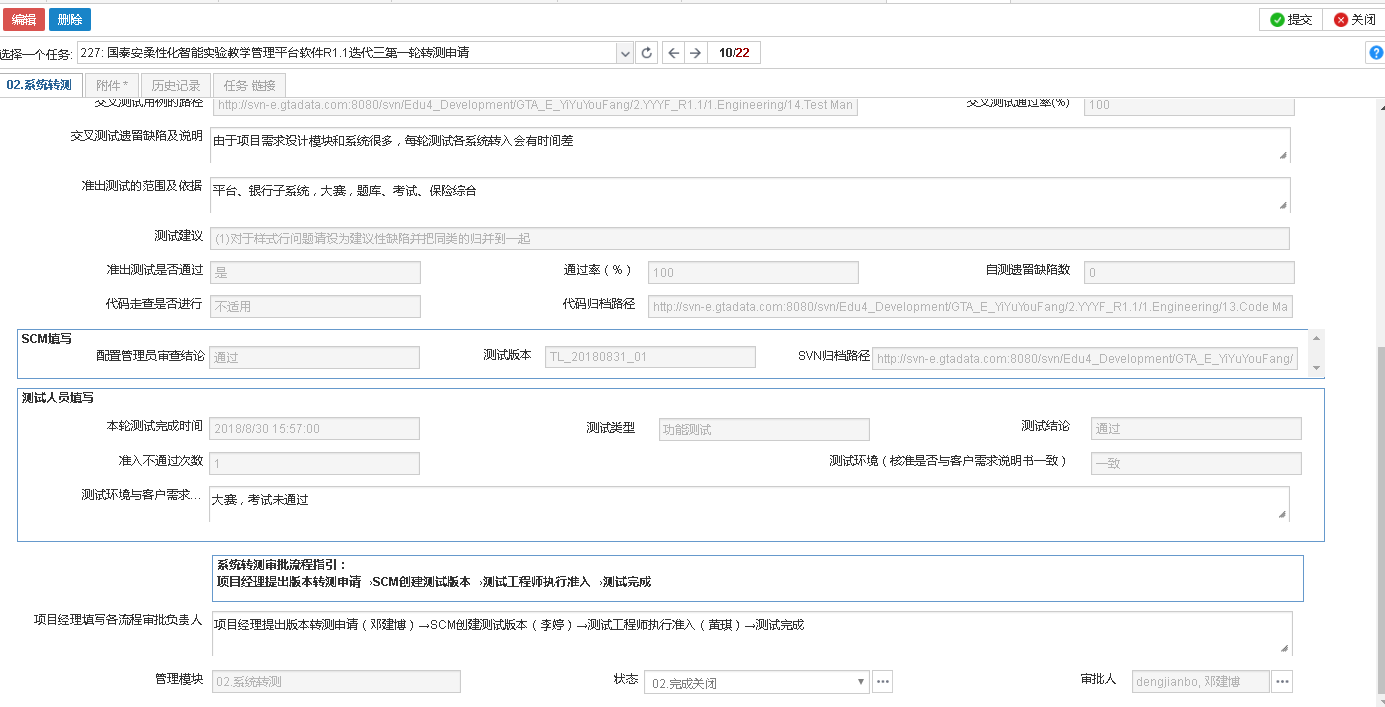 编辑 删除 提交 关闭
选择一个任务: 227: 国泰安柔性化智能实验教学管理平台软件R1.1迭代三第一轮转测申请 10/22
02.系统转测 附件* 历史记录 任务 链接
交叉测试用例的路径 http://svn-e.gtadata.com:8080/svn/Edu4_Development/GTA_E_YiYuYouFang/2.YYYF_R1.1/1.Engineering/14.Test Man 交叉测试通过率(%) 100
交叉测试遗留缺陷及说明 由于项目需求设计模块和系统很多，每轮测试各系统转入会有时间差
准出测试的范围及依据 平台、银行子系统，大赛，题库、考试、保险综合
测试建议 (1)对于样式行问题请设为建议性缺陷并把同类的归并到一起
准出测试是否通过 是 通过率（%） 100 自测遗留缺陷数 0
代码走查是否进行 不适用 代码归档路径 http://svn-e.gtadata.com:8080/svn/Edu4_Development/GTA_E_YiYuYouFang/2.YYYF_R1.1/1.Engineering/13.Code Ma
SCM填写
配置管理员审查结论 通过 测试版本 TL_20180831_01 SVN归档路径 http://svn-e.gtadata.com:8080/svn/Edu4_Development/GTA_E_YiYuYouFang/
测试人员填写
本轮测试完成时间 2018/8/30 15:57:00 测试类型 功能测试 测试结论 通过
准入不通过次数 1 测试环境（核准是否与客户需求说明书一致） 一致
测试环境与客户需求... 大赛，考试未通过
系统转测审批流程指引：
项目经理提出版本转测申请→SCM创建测试版本→测试工程师执行准入→测试完成
项目经理填写各流程审批负责人 项目经理提出版本转测申请（邓建博）→SCM创建测试版本（李婷）→测试工程师执行准入（黄琪）→测试完成
管理模块 02.系统转测 状态 02.完成关闭 ... 审批人 dengjianbo, 邓建博 ...